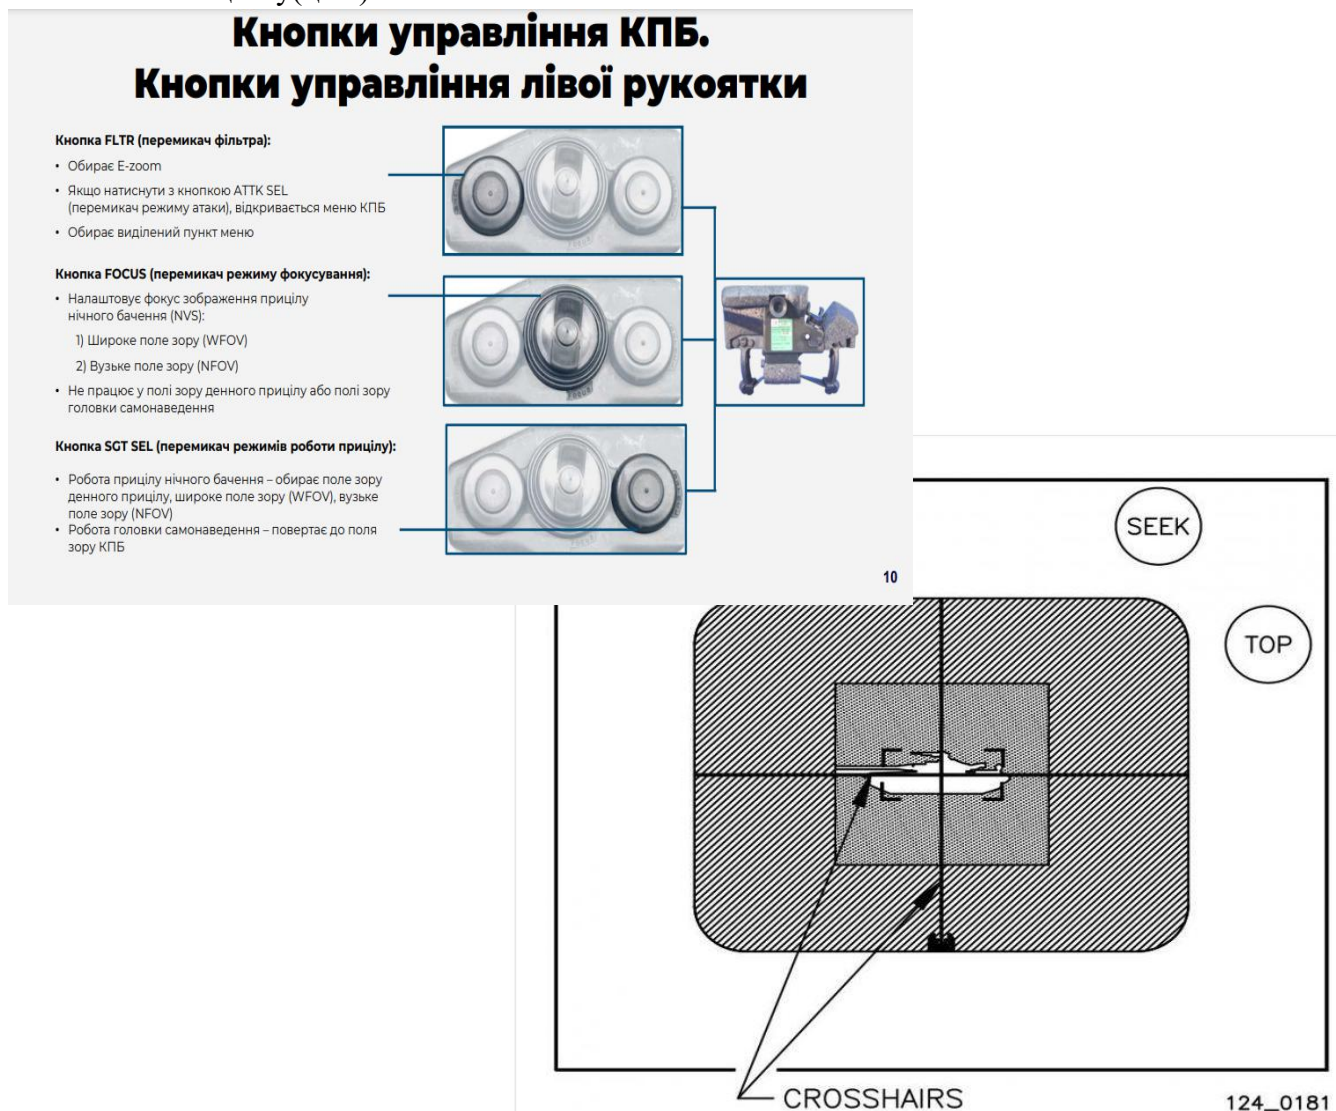 Кнопки управління КПБ.
Кнопки управління лівої рукоятки
Кнопка FLTR (перемикач фільтра):
• Обирає E-zoom
• Якщо натиснути з кнопкою ATTK SEL
(перемикач режиму атаки), відкривається меню КПБ
• Обирає виділений пункт меню
Кнопка FOCUS (перемикач режиму фокусування):
• Налаштовує фокус зображення прицілу
нічного бачення (NVS):
1) Широке поле зору (WFOV)
2) Вузьке поле зору (NFOV)
• Не працює у полі зору денного прицілу або полі зору
головки самонаведення
Кнопка SGT SEL (перемикач режимів роботи прицілу):
• Робота прицілу нічного бачення – обирає поле зору
денного прицілу, широке поле зору (WFOV), вузьке
поле зору (NFOV)
• Робота головки самонаведення – повертає до поля
зору КПБ
10
SEEK
TOP
CROSSHAIRS
124_0181